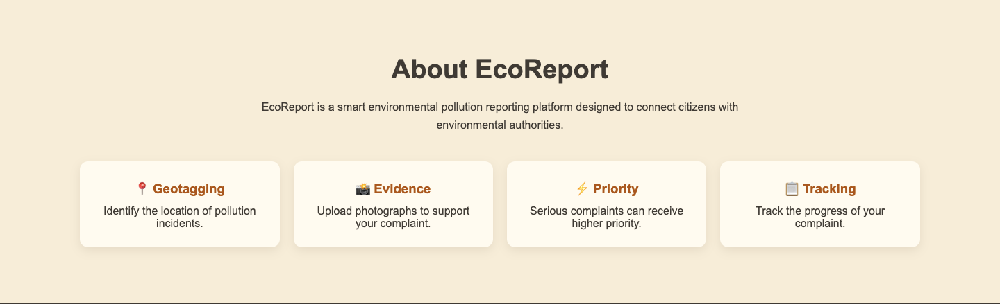 About EcoReport
EcoReport is a smart environmental pollution reporting platform designed to connect citizens with
environmental authorities.
📍 Geotagging
Identify the location of pollution
incidents.
📸 Evidence
Upload photographs to support
your complaint.
⚡ Priority
Serious complaints can receive
higher priority.
📋 Tracking
Track the progress of your
complaint.